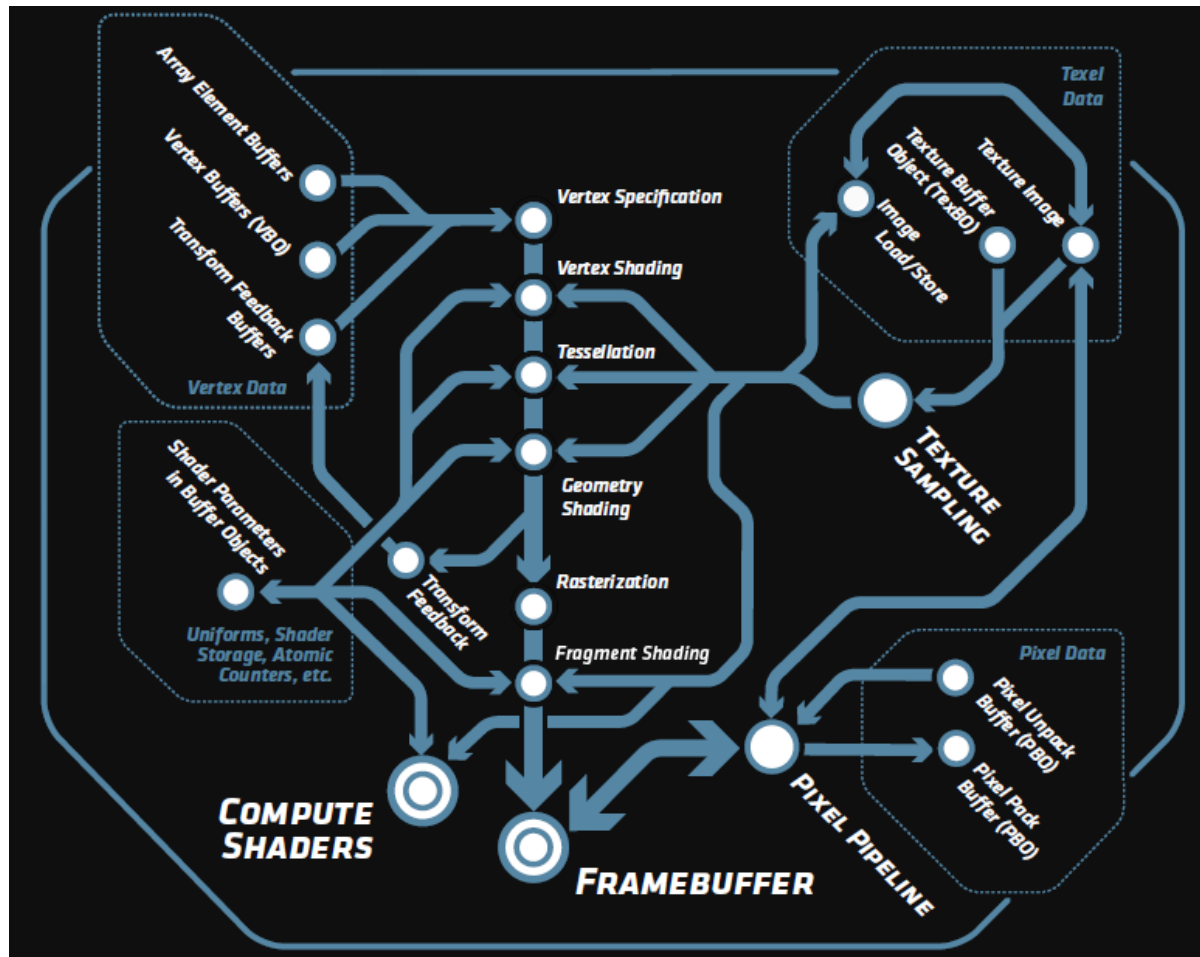 Array Element Buffers
Vertex Buffers (VBO)
Transform Feedback
Buffers
Vertex Data
Vertex Specification
Vertex Shading
Tessellation
Geometry
Shading
Rasterization
Fragment Shading
Texel
Data
Texture Image
Texture Buffer
Object (TexBO)
Image
Load/Store
TEXTURE
SAMPLING
Shader Parameters
in Buffer Objects
Uniforms, Shader
Storage, Atomic
Counters, etc.
Transform
Feedback
Pixel Data
Pixel Unpack
Buffer (PBO)
Pixel Pack
Buffer (PBO)
PIXEL PIPELINE
COMPUTE
SHADERS
FRAMEBUFFER